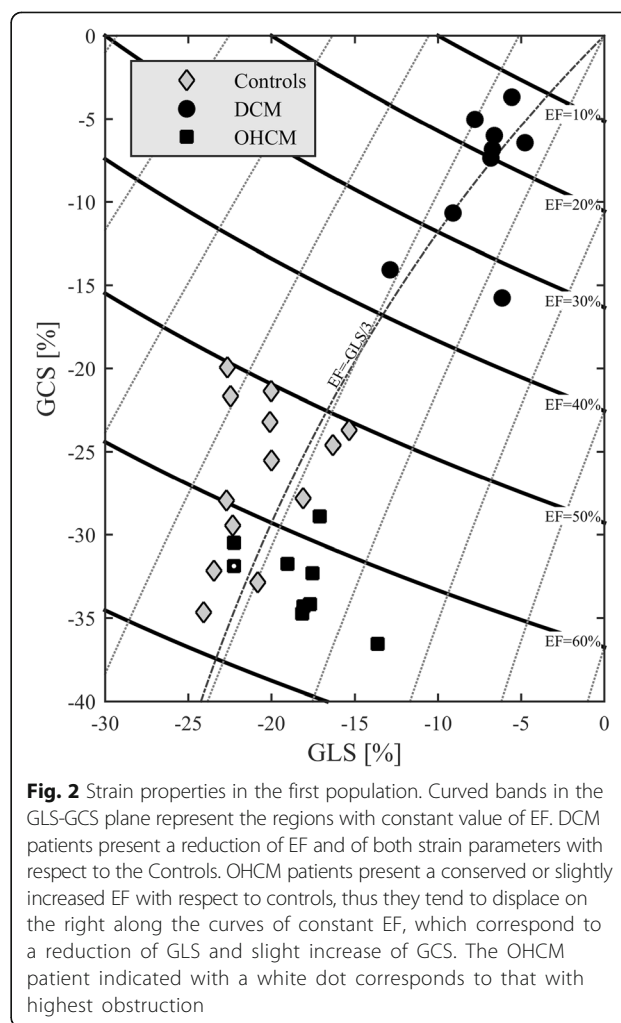 0
-5
-10
-15
-20
-25
-30
-35
-40
GCS [%]
Controls
DCM
OHCM
EF=10%
EF=20%
EF=30%
EF=40%
EF=50%
EF=60%
EF=-GLS/3
-30 -25 -20 -15 -10 -5 0
GLS [%]
Fig. 2 Strain properties in the first population. Curved bands in the
GLS-GCS plane represent the regions with constant value of EF. DCM
patients present a reduction of EF and of both strain parameters with
respect to the Controls. OHCM patients present a conserved or slightly
increased EF with respect to controls, thus they tend to displace on
the right along the curves of constant EF, which correspond to
a reduction of GLS and slight increase of GCS. The OHCM
patient indicated with a white dot corresponds to that with
highest obstruction